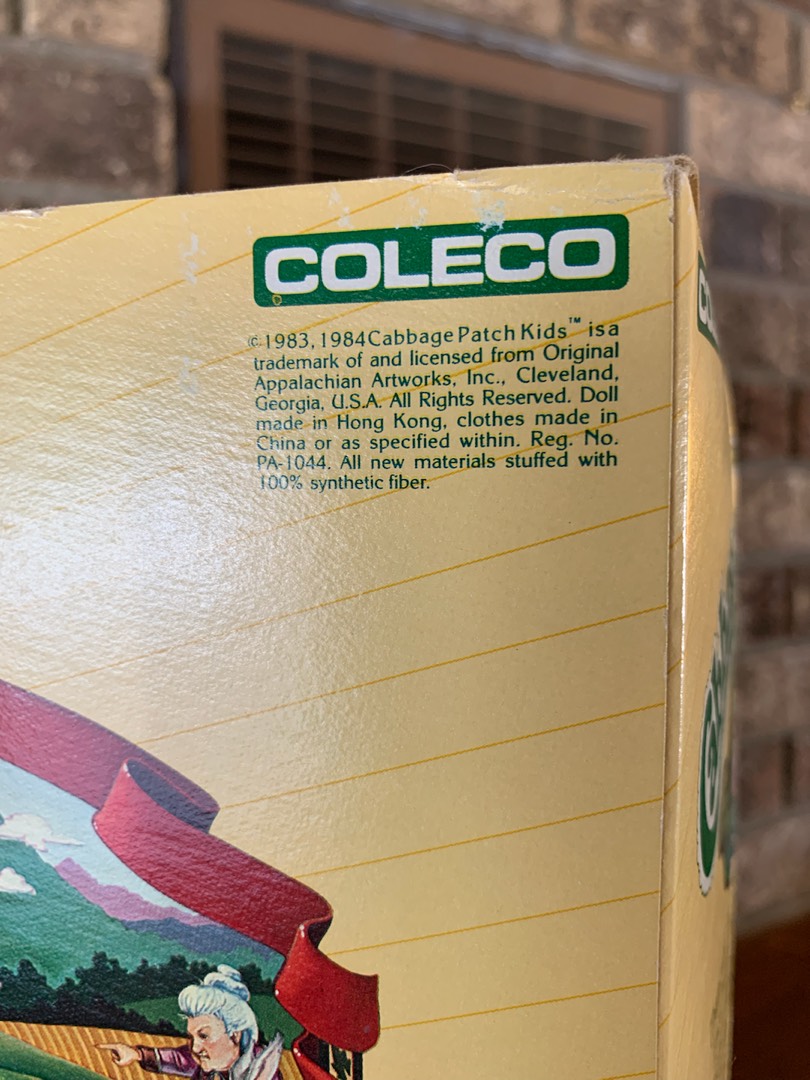 COLECO
© 1983, 1984 Cabbage Patch Kids™ is a
trademark of and licensed from Original
Appalachian Artworks, Inc., Cleveland,
Georgia, U.S.A. All Rights Reserved. Doll
made in Hong Kong, clothes made in
China or as specified within. Reg. No.
PA-1044. All new materials stuffed with
100% synthetic fiber.